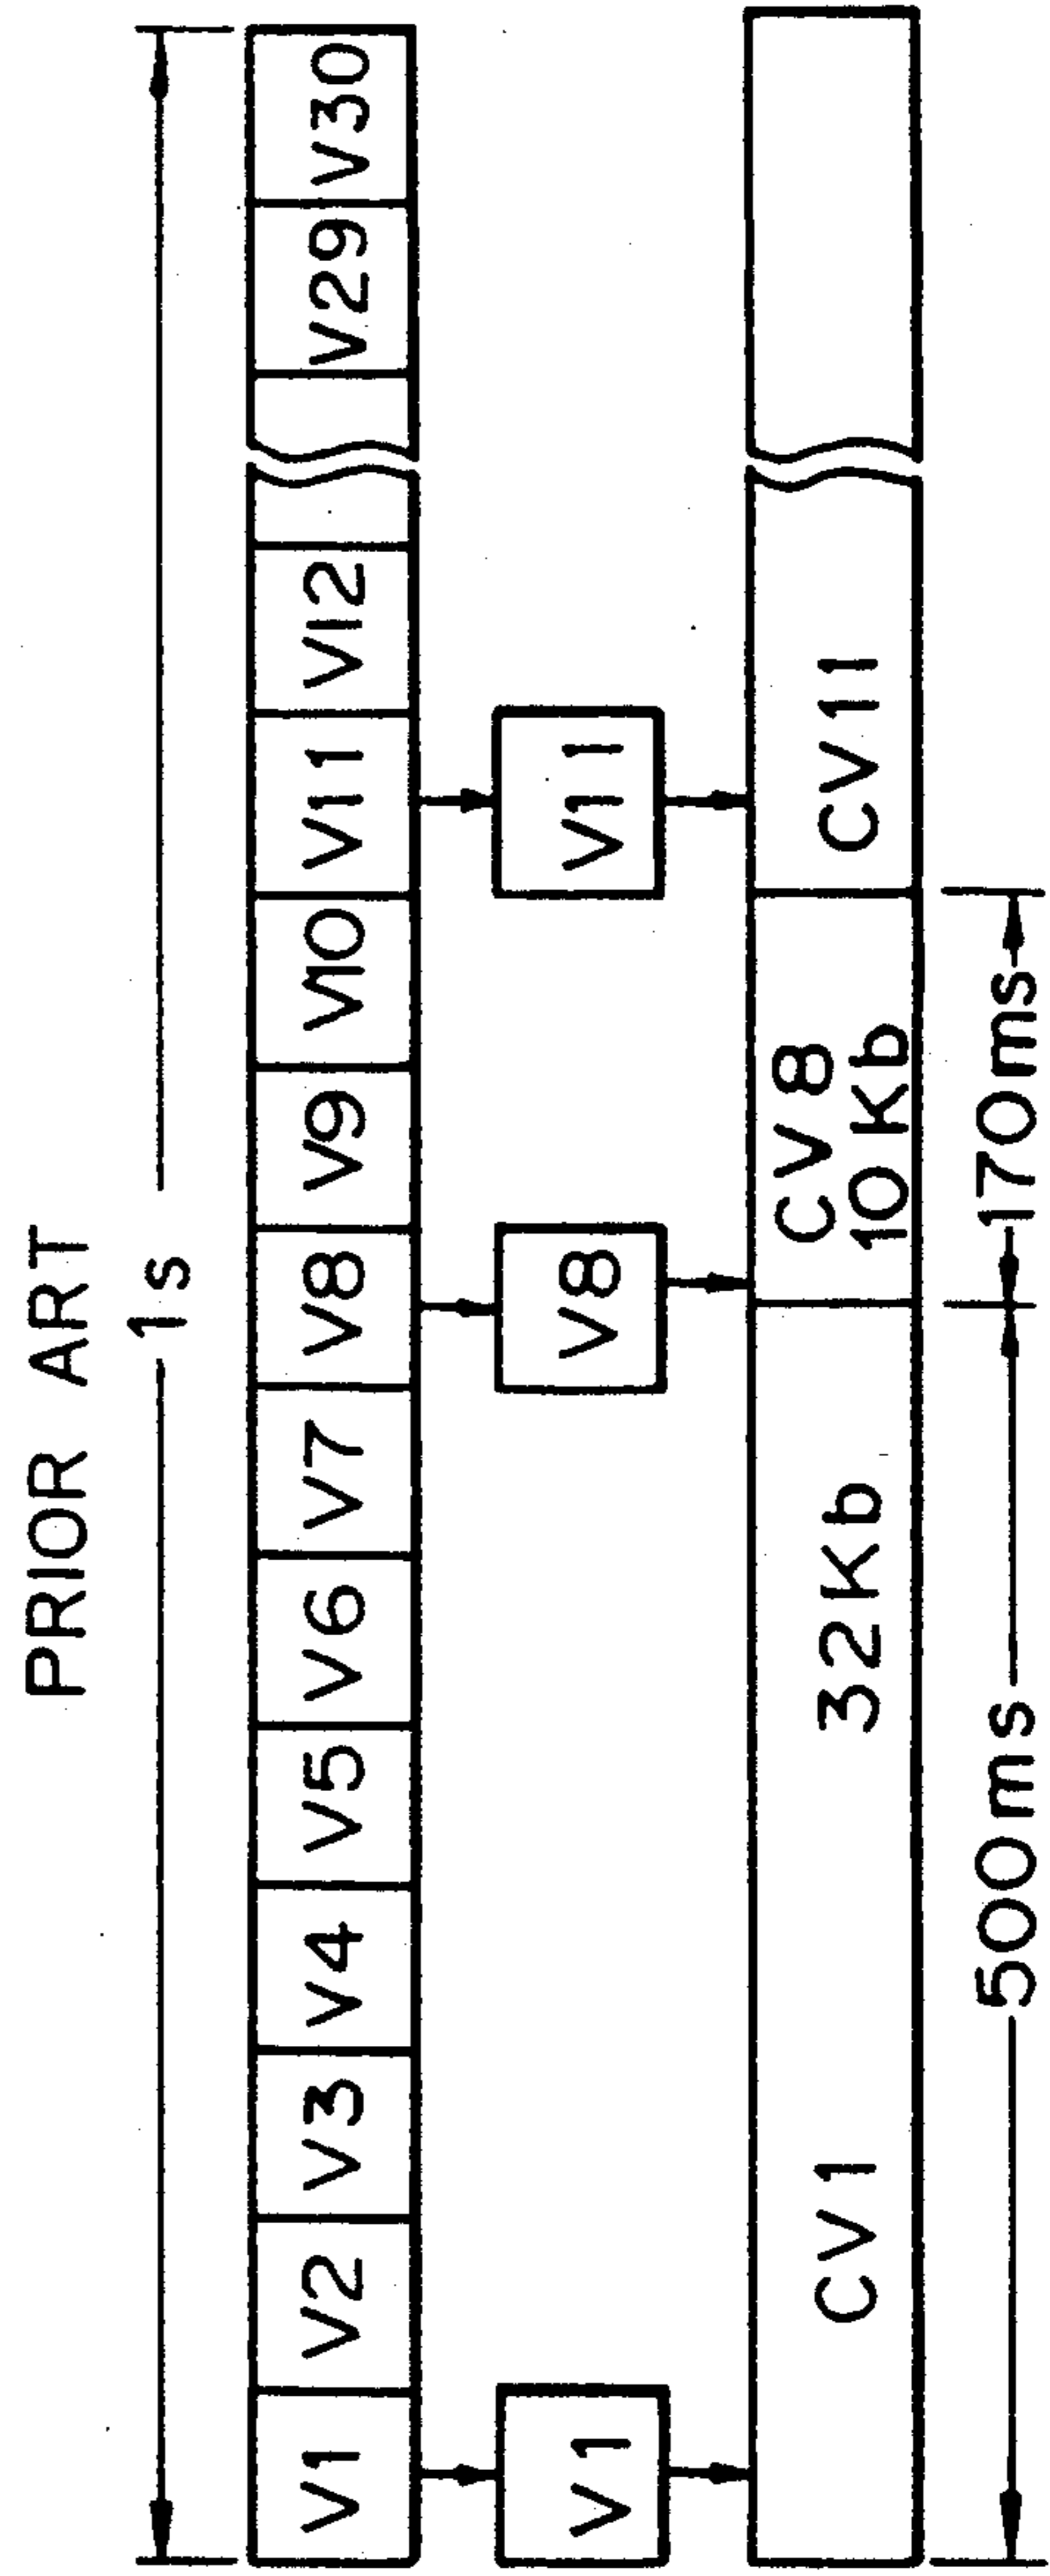 PRIOR ART
1s
V1 V2 V3 V4 V5 V6 V7 V8 V9 V10 V11 V12 V29 V30
V1 V8 V11
CV1 32Kb CV8 CV11
10Kb
500ms 170ms